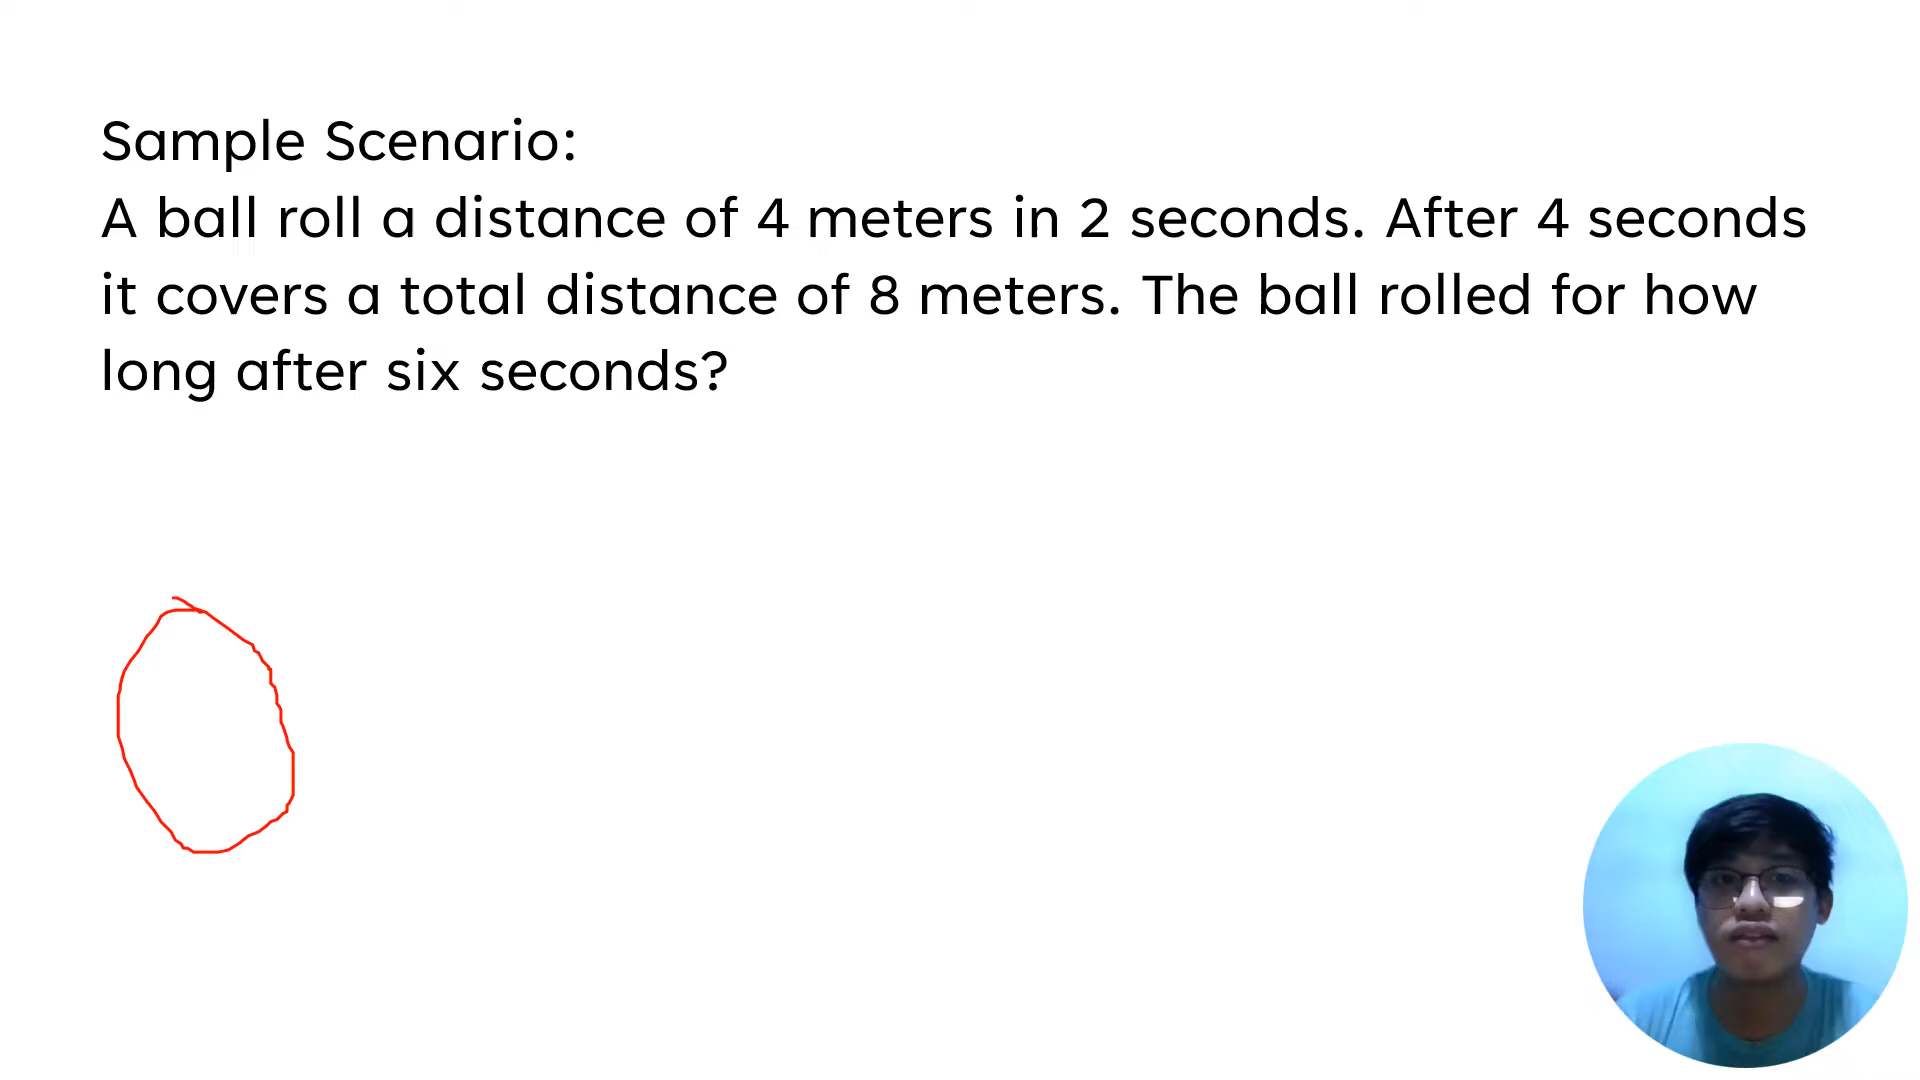 Sample Scenario:
A ball roll a distance of 4 meters in 2 seconds. After 4 seconds
it covers a total distance of 8 meters. The ball rolled for how
long after six seconds?